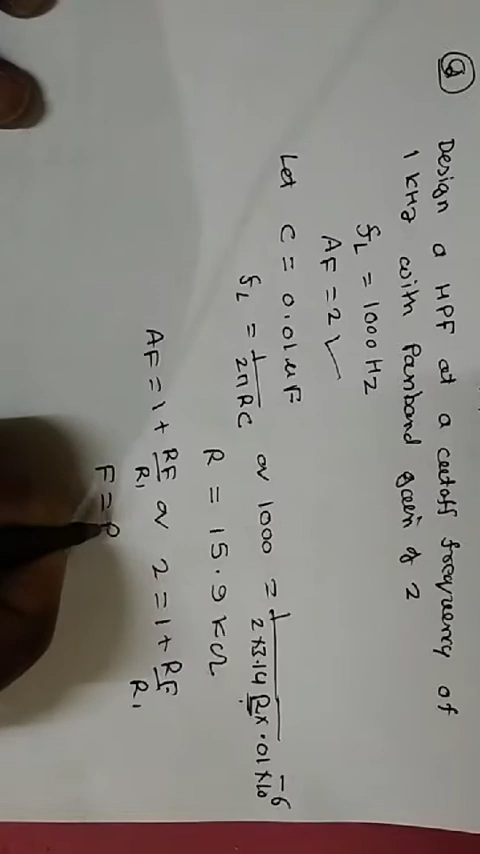 Q Design a HPF at a cutoff frequency of
1 KHz with Passband gain of 2
fL = 1000 Hz
AF = 2 ✓
Let C = 0.01 µF
fL = 1/2πRC or 1000 = 1/2×3.14 R×.01×10^-6
R = 15.9 KΩ
AF = 1 + RF/R1 or 2 = 1 + RF/R1
F = R